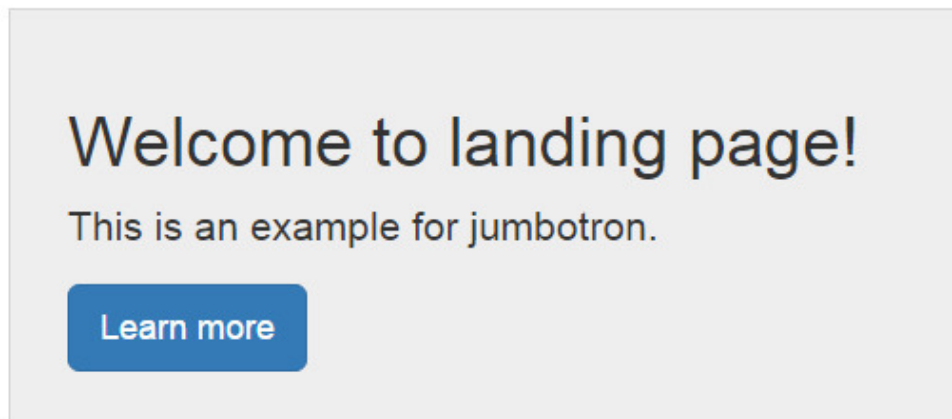 Welcome to landing page!
This is an example for jumbotron.
Learn more